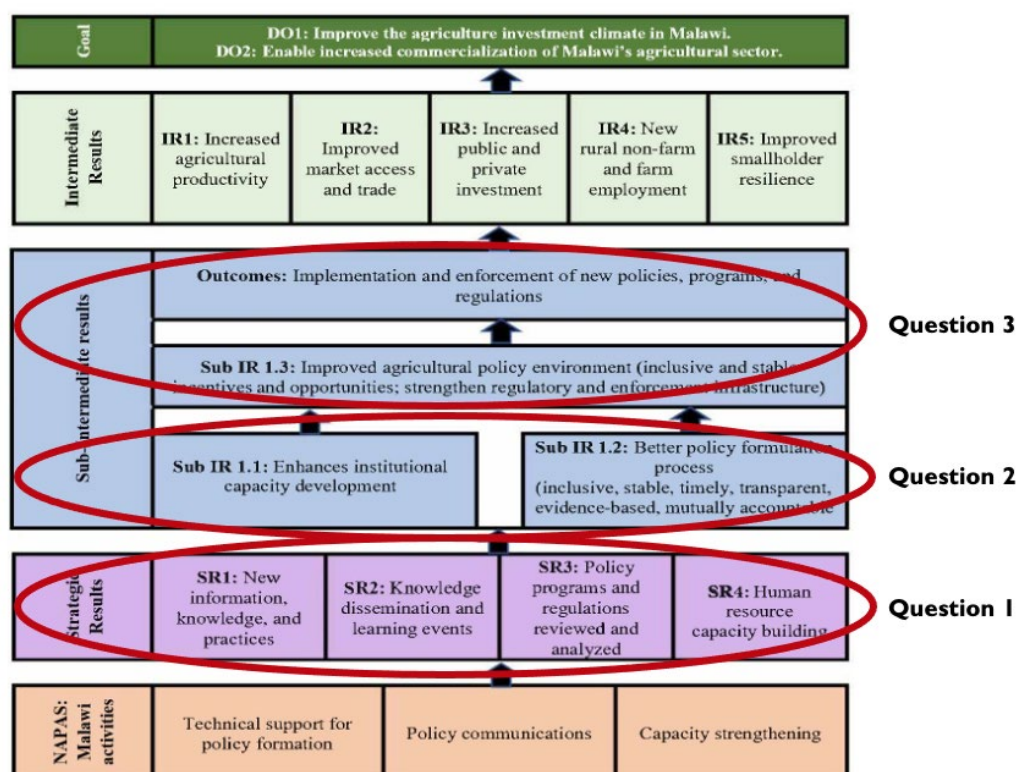 Goal
DO1: Improve the agriculture investment climate in Malawi.
DO2: Enable increased commercialization of Malawi's agricultural sector.
Intermediate
Results
IR1: Increased
agricultural
productivity
IR2:
Improved
market access
and trade
IR3: Increased
public and
private
investment
IR4: New
rural non-farm
and farm
employment
IR5: Improved
smallholder
resilience
Sub-intermediate results
Outcomes: Implementation and enforcement of new policies, programs, and
regulations
Sub IR 1.3: Improved agricultural policy environment (inclusive and stable
incentives and opportunities; strengthen regulatory and enforcement infrastructure)
Question 3
Sub IR 1.1: Enhances institutional
capacity development
Sub IR 1.2: Better policy formulation
process
(inclusive, stable, timely, transparent,
evidence-based, mutually accountable
Question 2
Strategic
Results
SR1: New
information,
knowledge, and
practices
SR2: Knowledge
dissemination and
learning events
SR3: Policy
programs and
regulations
reviewed and
analyzed
SR4: Human
resource
capacity building
Question 1
NAPAS:
Malawi
activities
Technical support for
policy formation
Policy communications
Capacity strengthening